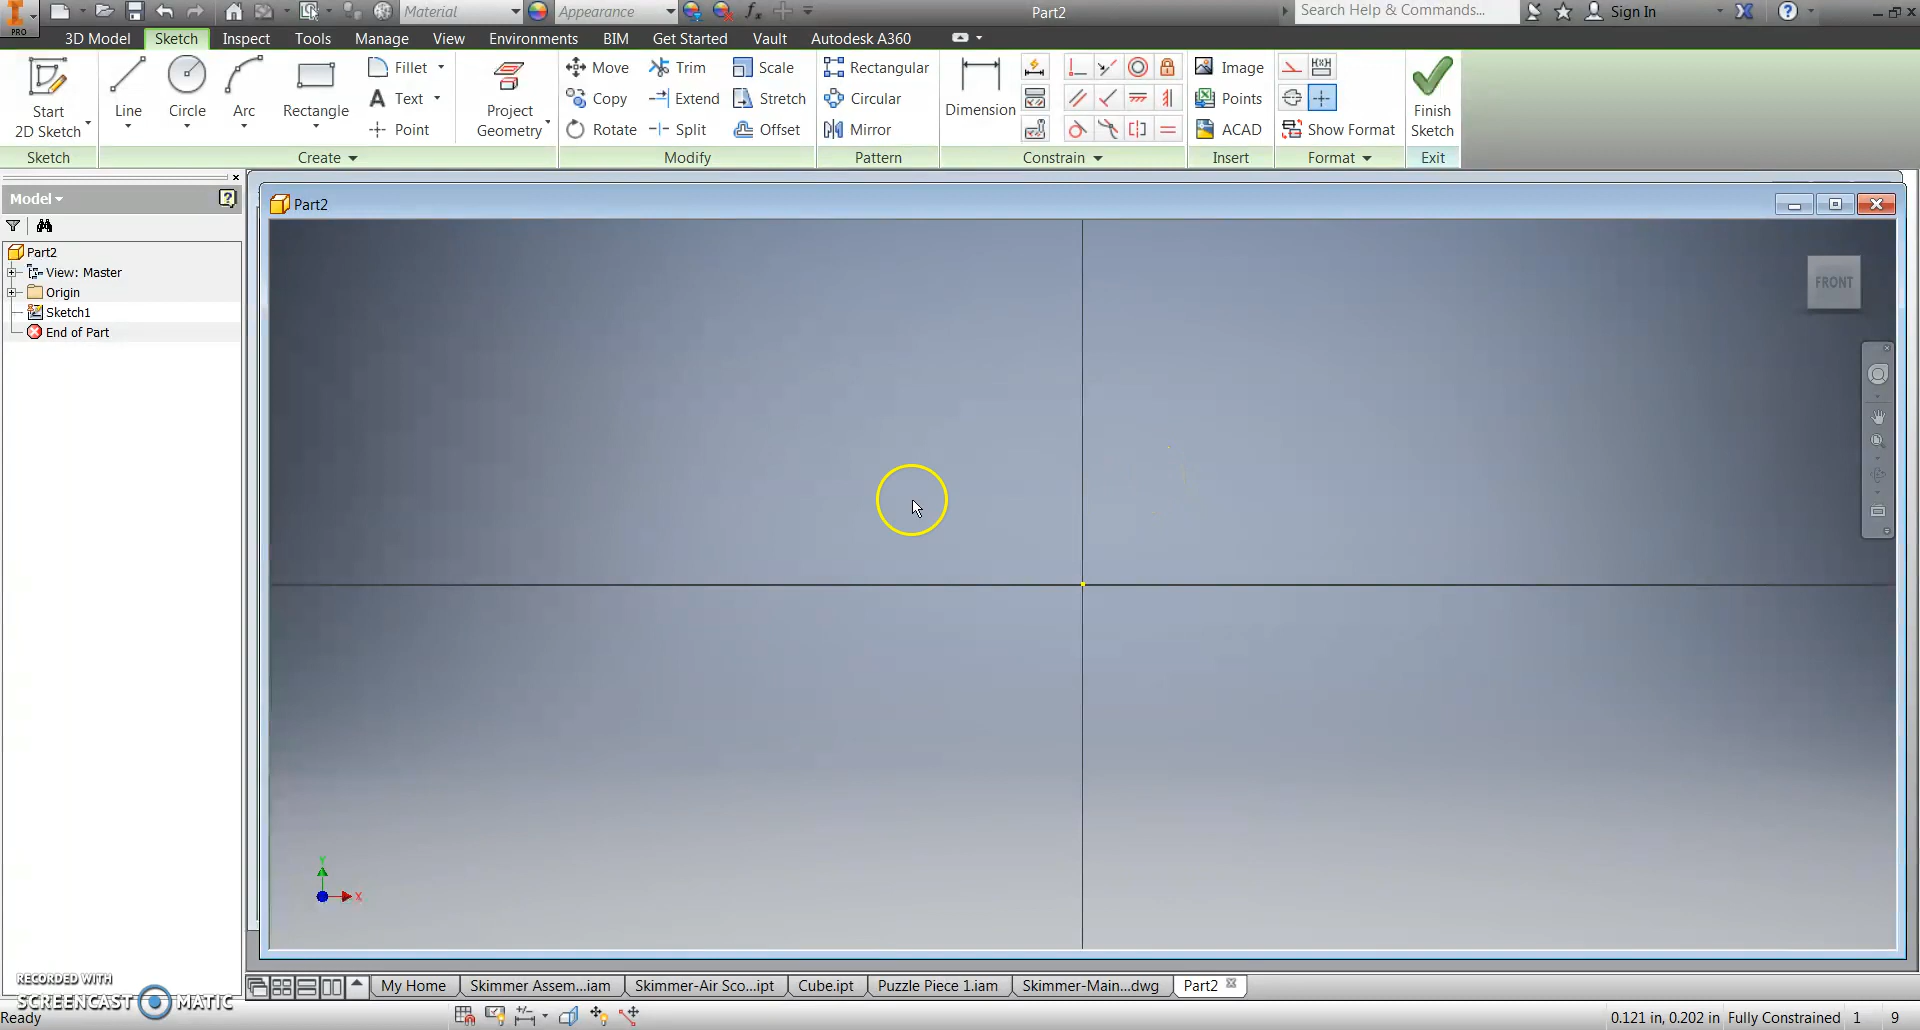 PRO
Material
Appearance
Part2
Search Help & Commands...
Sign In
3D Model Sketch Inspect Tools Manage View Environments BIM Get Started Vault Autodesk A360
Start
2D Sketch
Line
Circle
Arc
Rectangle
Fillet
Text
Point
Project
Geometry
Move
Copy
Rotate
Trim
Extend
Split
Scale
Stretch
Offset
Rectangular
Circular
Mirror
Dimension
Image
Points
ACAD
Show Format
Finish
Sketch
Sketch Create Modify Pattern Constrain Insert Format Exit
Model
Part2
View: Master
Origin
Sketch1
End of Part
Part2
FRONT
Y
X
RECORDED WITH
SCREENCAST MATIC
My Home Skimmer Assem...iam Skimmer-Air Sco...ipt Cube.ipt Puzzle Piece 1.iam Skimmer-Main...dwg Part2
Ready
0.121 in, 0.202 in Fully Constrained 1 9